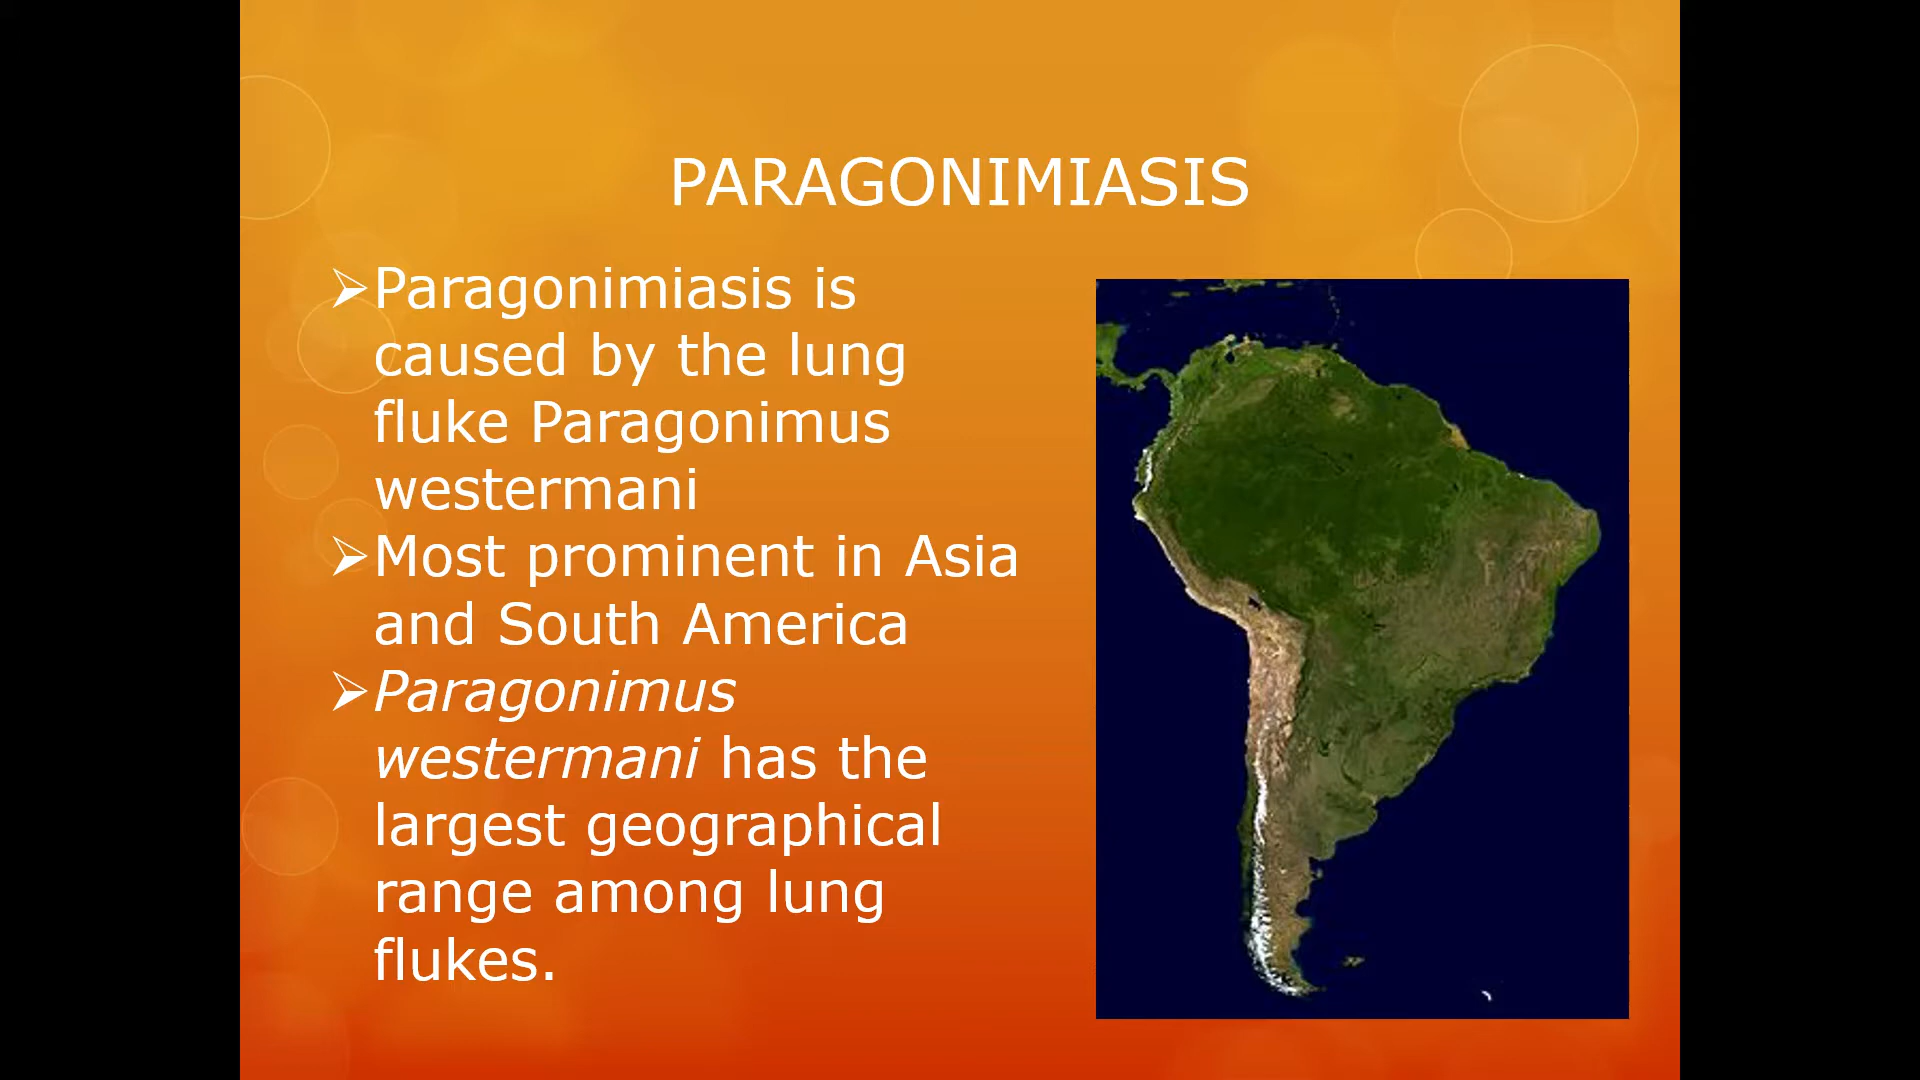 PARAGONIMIASIS
➢Paragonimiasis is
caused by the lung
fluke Paragonimus
westermani
➢Most prominent in Asia
and South America
➢Paragonimus
westermani has the
largest geographical
range among lung
flukes.